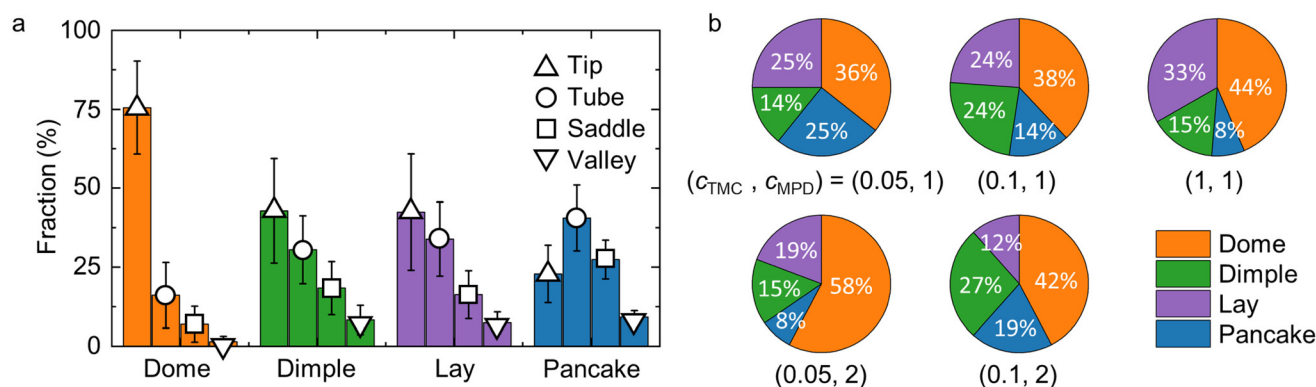 a
100
75
50
25
0
Fraction (%)
Tip
Tube
Saddle
Valley
Dome
Dimple
Lay
Pancake
b
25%
36%
14%
25%
24%
38%
24%
14%
33%
44%
15%
8%
(cTMC , cMPD) = (0.05, 1)
(0.1, 1)
(1, 1)
19%
58%
15%
8%
12%
42%
27%
19%
(0.05, 2)
(0.1, 2)
Dome
Dimple
Lay
Pancake